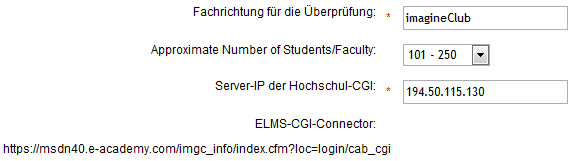 Fachrichtung für die Überprüfung: * imagineClub
Approximate Number of Students/Faculty: 101 - 250
Server-IP der Hochschul-CGI: * 194.50.115.130
ELMS-CGI-Connector:
https://msdn40.e-academy.com/imgc_info/index.cfm?loc=login/cab_cgi